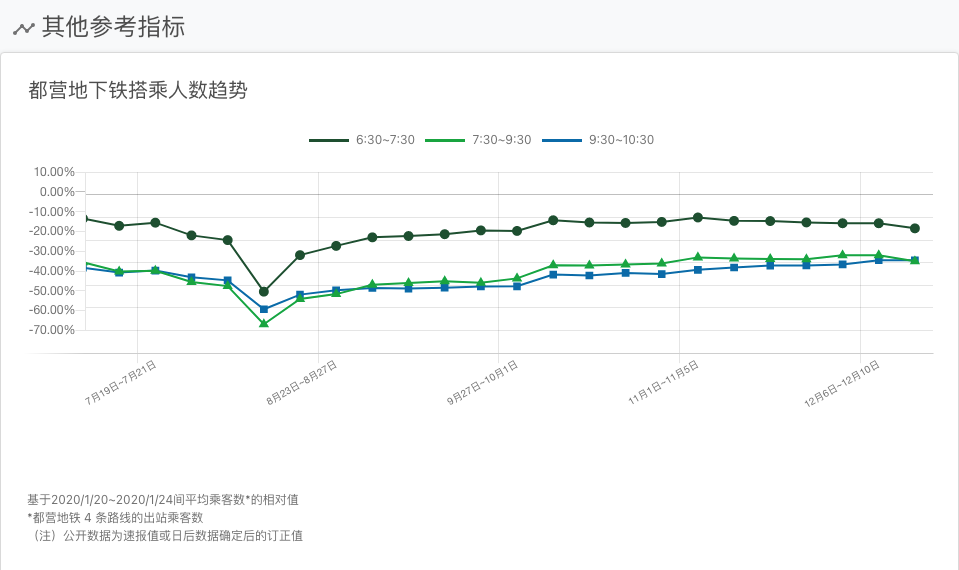 其他参考指标
都营地下铁搭乘人数趋势
6:30~7:30 7:30~9:30 9:30~10:30
10.00%
0.00%
-10.00%
-20.00%
-30.00%
-40.00%
-50.00%
-60.00%
-70.00%
7月19日~7月21日
8月23日~8月27日
9月27日~10月1日
11月1日~11月5日
12月6日~12月10日
基于2020/1/20~2020/1/24间平均乘客数*的相对值
*都营地铁 4 条路线的出站乘客数
（注）公开数据为速报值或日后数据确定后的订正值